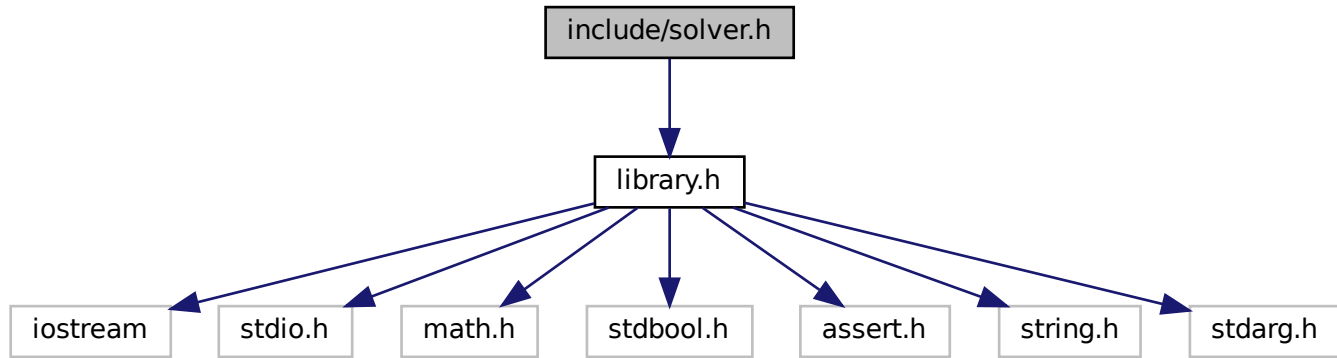 include/solver.h
library.h
iostream
stdio.h
math.h
stdbool.h
assert.h
string.h
stdarg.h